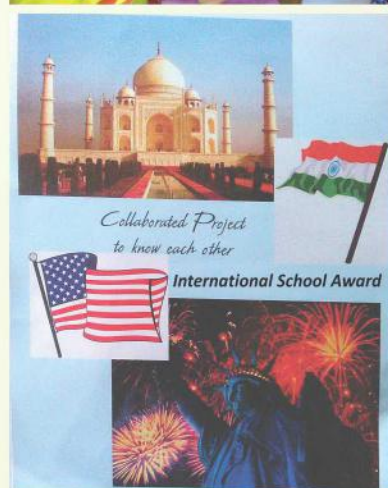 Collaborated Project
to know each other
International School Award